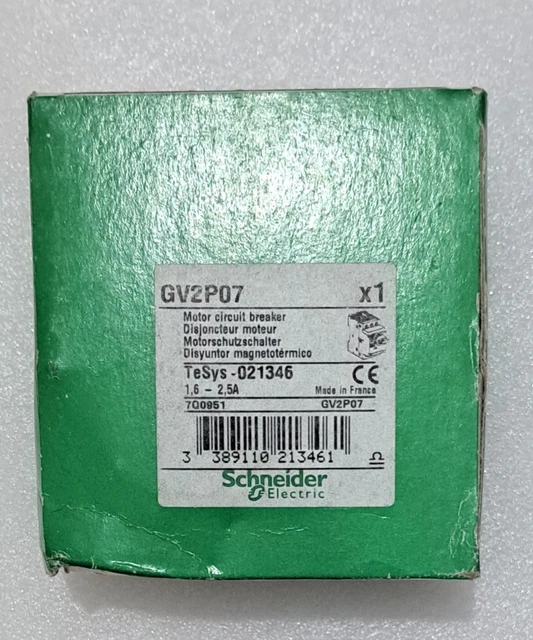 GV2P07 x1
Motor circuit breaker
Disjoncteur moteur
Motorschutzschalter
Disyuntor magnetotérmico
TeSys - 021346 CE
1,6 - 2,5A Made in France
7Q0951 GV2P07
3 389110 213461
Schneider
Electric